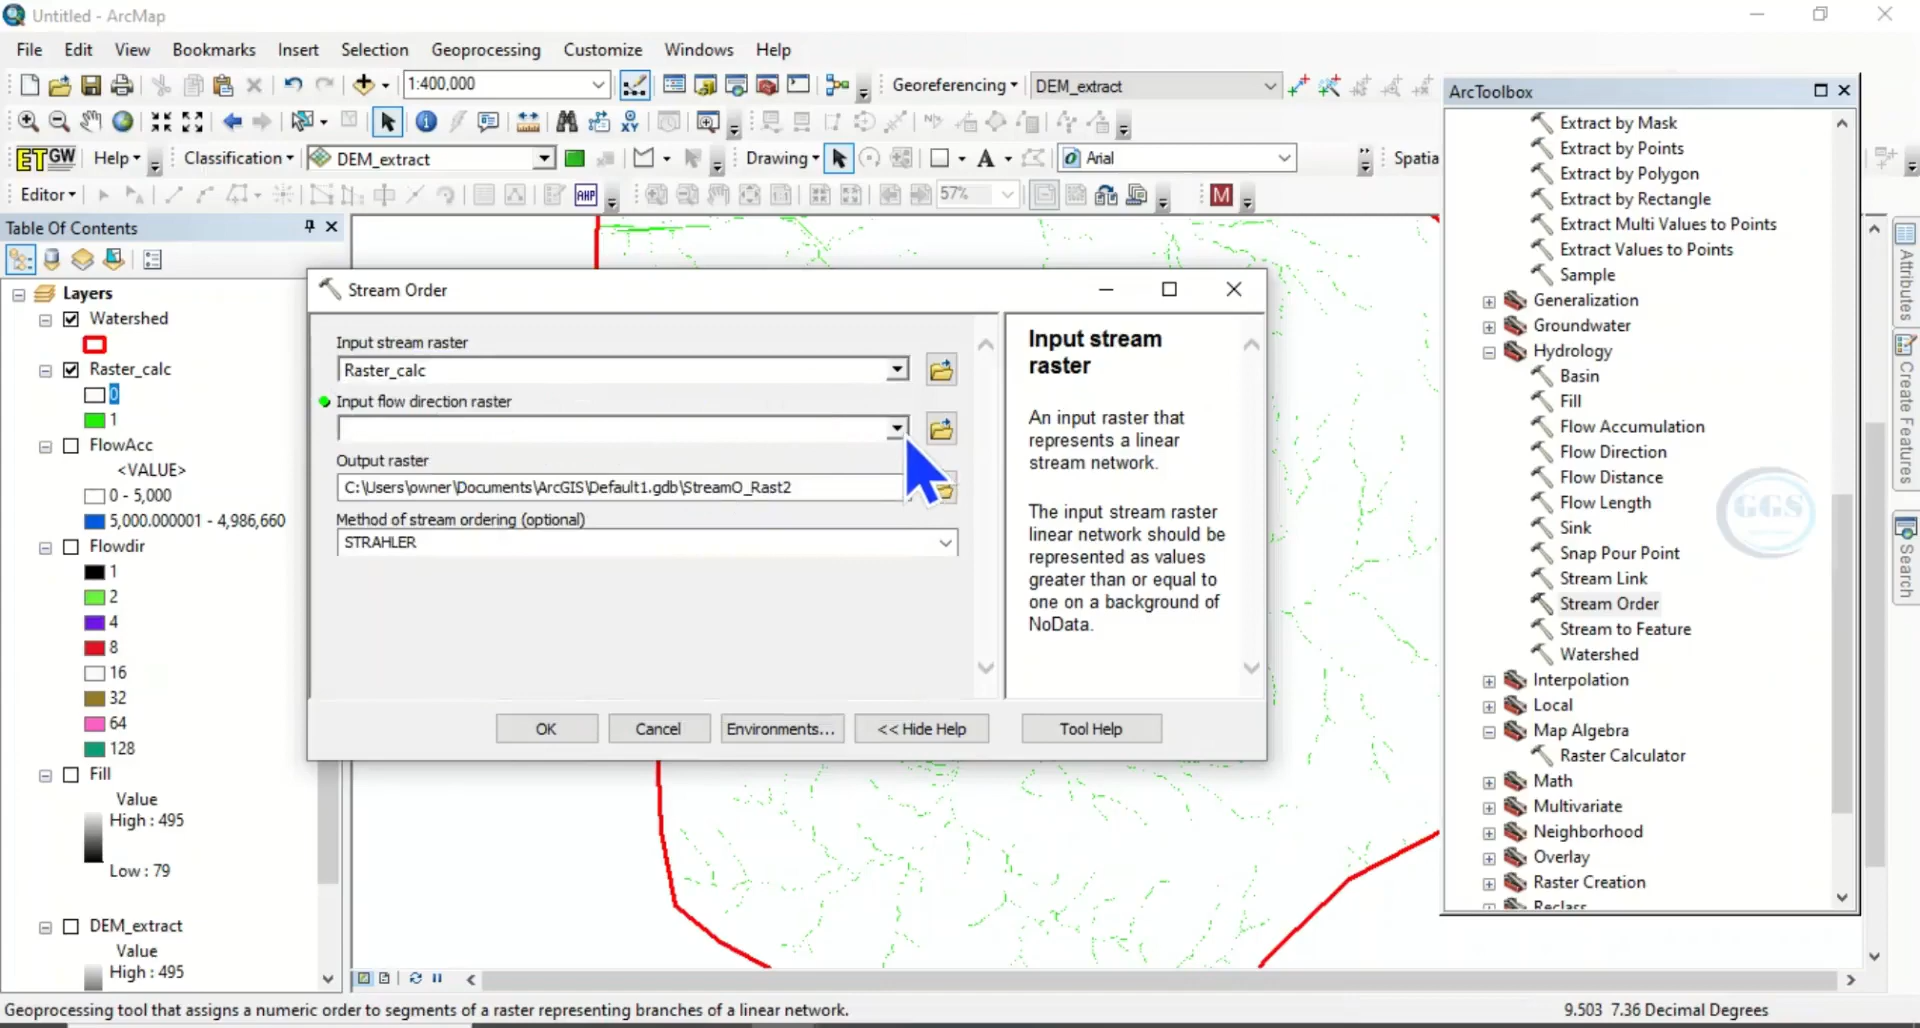 Untitled - ArcMap
File Edit View Bookmarks Insert Selection Geoprocessing Customize Windows Help
1:400,000
Georeferencing
DEM_extract
ETGW
Help
Classification
DEM_extract
Drawing
A
Arial
Spatia
Editor
AHP
57%
M
Table Of Contents
Layers
Watershed
Raster_calc
0
1
FlowAcc
<VALUE>
0 - 5,000
5,000.000001 - 4,986,660
Flowdir
1
2
4
8
16
32
64
128
Fill
Value
High : 495
Low : 79
DEM_extract
Value
High : 495
Stream Order
Input stream raster
Raster_calc
Input flow direction raster
Output raster
C:\Users\owner\Documents\ArcGIS\Default1.gdb\StreamO_Rast2
Method of stream ordering (optional)
STRAHLER
OK
Cancel
Environments...
<< Hide Help
Tool Help
Input stream
raster
An input raster that
represents a linear
stream network.
The input stream raster
linear network should be
represented as values
greater than or equal to
one on a background of
NoData.
ArcToolbox
Extract by Mask
Extract by Points
Extract by Polygon
Extract by Rectangle
Extract Multi Values to Points
Extract Values to Points
Sample
Generalization
Groundwater
Hydrology
Basin
Fill
Flow Accumulation
Flow Direction
Flow Distance
Flow Length
Sink
Snap Pour Point
Stream Link
Stream Order
Stream to Feature
Watershed
Interpolation
Local
Map Algebra
Raster Calculator
Math
Multivariate
Neighborhood
Overlay
Raster Creation
Reclass
GGS
Attributes
Create Features
Search
Geoprocessing tool that assigns a numeric order to segments of a raster representing branches of a linear network.
9.503 7.36 Decimal Degrees